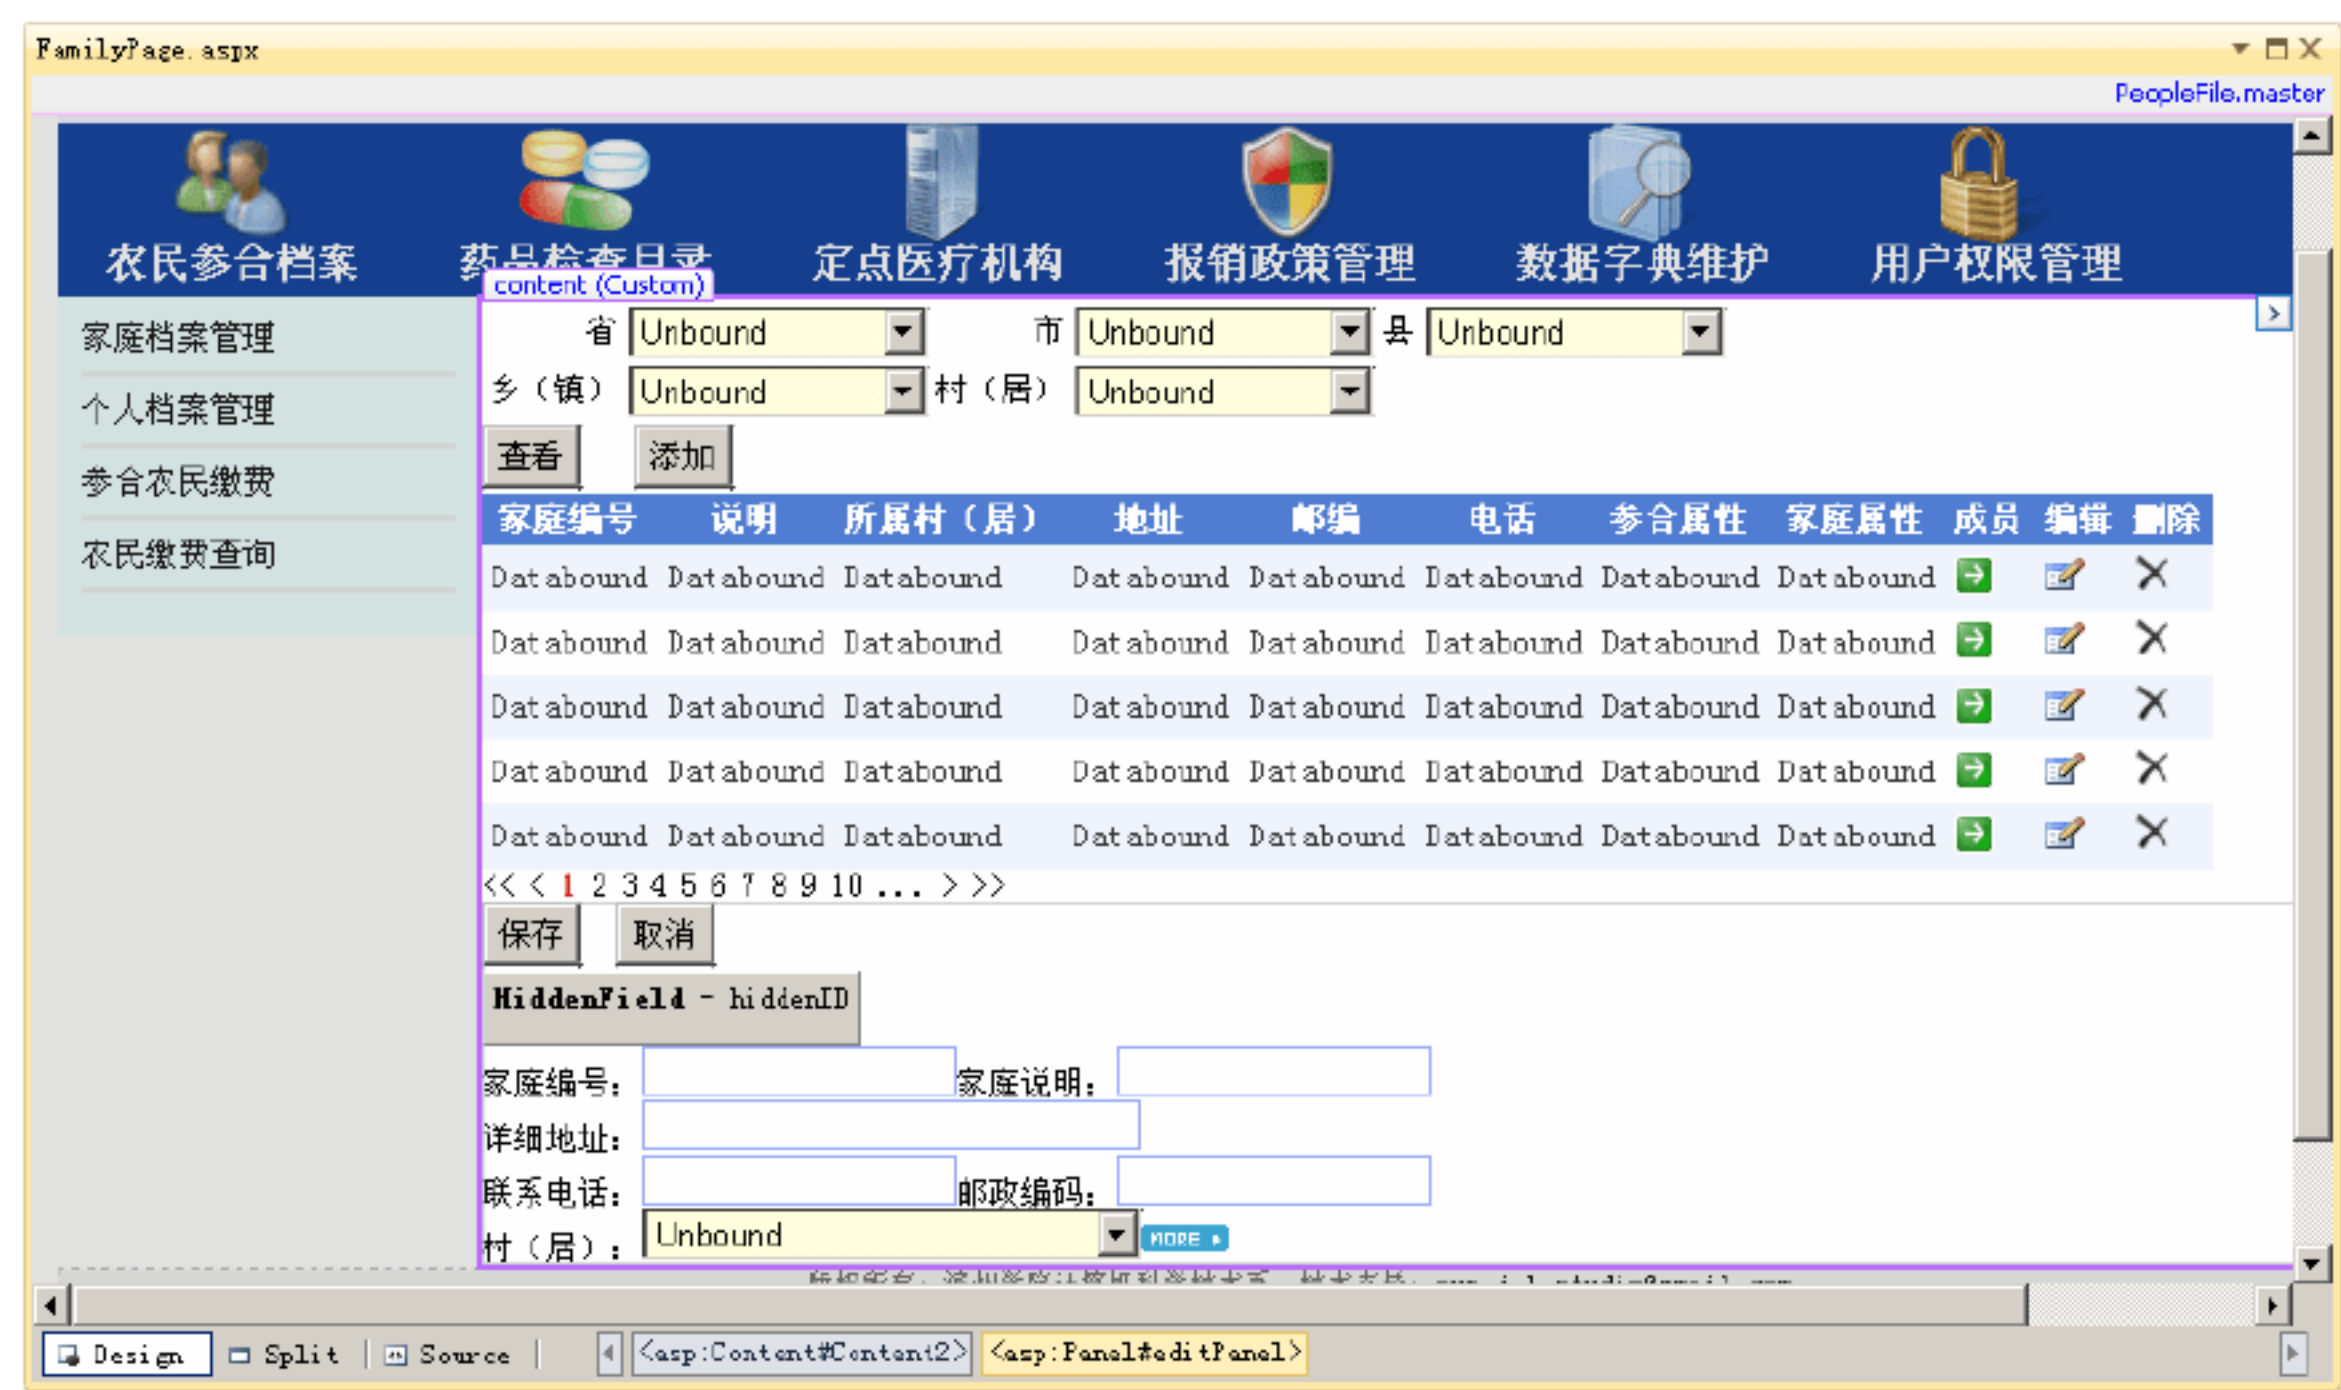 FamilyPage.aspx
PeopleFile.master
农民参合档案 药品检查目录 定点医疗机构 报销政策管理 数据字典维护 用户权限管理
content (Custom)
家庭档案管理
个人档案管理
参合农民缴费
农民缴费查询
省 Unbound 市 Unbound 县 Unbound
乡（镇） Unbound 村（居） Unbound
查看 添加
家庭编号 说明 所属村（居） 地址 邮编 电话 参合属性 家庭属性 成员 编辑 删除
Databound Databound Databound Databound Databound Databound Databound Databound
Databound Databound Databound Databound Databound Databound Databound Databound
Databound Databound Databound Databound Databound Databound Databound Databound
Databound Databound Databound Databound Databound Databound Databound Databound
Databound Databound Databound Databound Databound Databound Databound Databound
<< < 1 2 3 4 5 6 7 8 9 10 ... > >>
保存 取消
HiddenField - hiddenID
家庭编号： 家庭说明：
详细地址：
联系电话： 邮政编码：
村（居）： Unbound MORE
Design Split Source <asp:Content#Content2> <asp:Panel#editPanel>